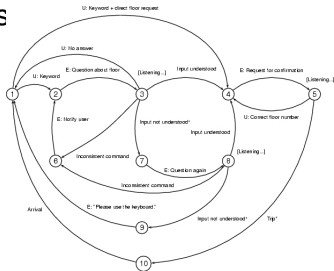 s
U: Keyword + direct floor request
U: No answer
E: Question about floor
[Listening...]
Input understood
E: Request for confirmation
[Listening...]
U: Keyword
1
2
3
4
5
E: Notify user
Input not understood*
Input understood
U: Correct floor number
[Listening...]
6
7
8
Inconsistent command
E: Question again
Inconsistent command
E: "Please use the keyboard."
Input not understood*
Arrival
Trip*
9
10